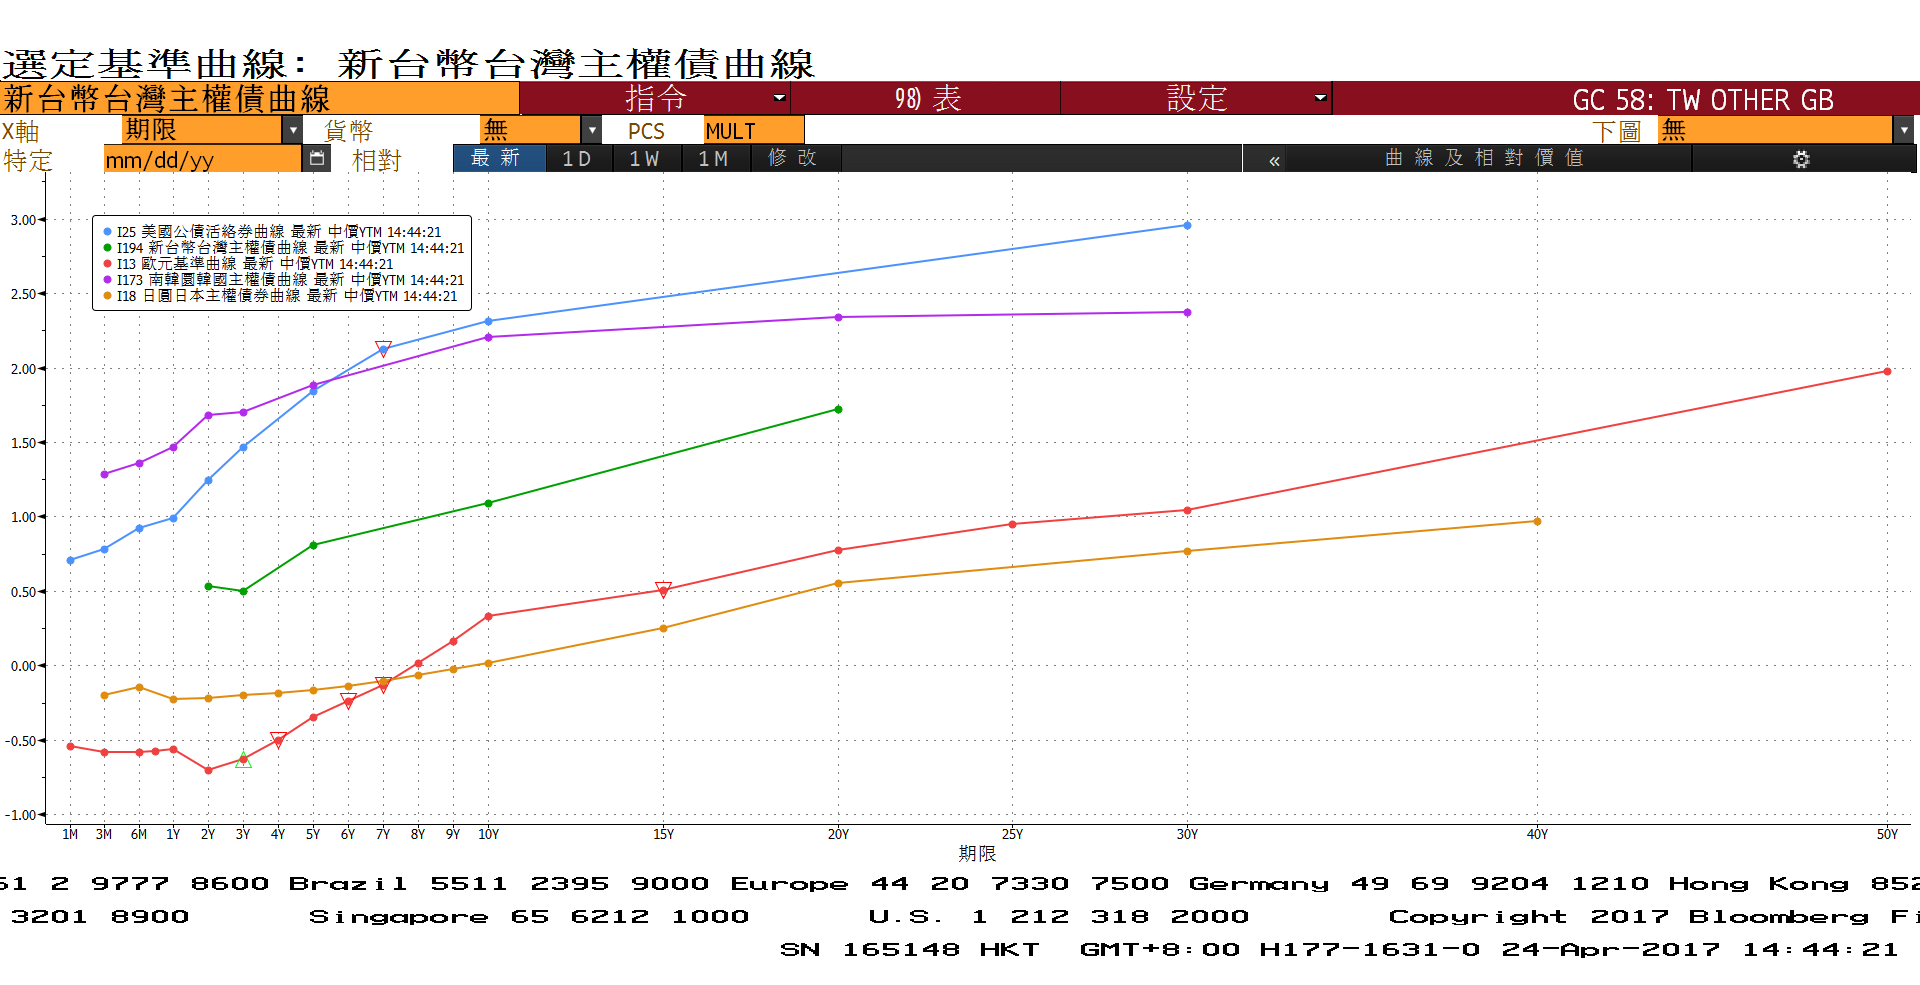 選定基準曲線: 新台幣台灣主權債曲線
新台幣台灣主權債曲線 指令 98) 表 設定 GC 58: TW OTHER GB
X軸 期限 貨幣 無 PCS MULT 下圖 無
特定 mm/dd/yy 相對 最新 1D 1W 1M 修改 « 曲線及相對價值
I25 美國公債活絡券曲線 最新 中價YTM 14:44:21
I194 新台幣台灣主權債曲線 最新 中價YTM 14:44:21
I13 歐元基準曲線 最新 中價YTM 14:44:21
I173 南韓圜韓國主權債曲線 最新 中價YTM 14:44:21
I18 日圓日本主權債券曲線 最新 中價YTM 14:44:21
3.00
2.50
2.00
1.50
1.00
0.50
0.00
-0.50
-1.00
1M 3M 6M 1Y 2Y 3Y 4Y 5Y 6Y 7Y 8Y 9Y 10Y 15Y 20Y 25Y 30Y 40Y 50Y
期限
61 2 9777 8600 Brazil 5511 2395 9000 Europe 44 20 7330 7500 Germany 49 69 9204 1210 Hong Kong 852
3201 8900 Singapore 65 6212 1000 U.S. 1 212 318 2000 Copyright 2017 Bloomberg Fi
SN 165148 HKT GMT+8:00 H177-1631-0 24-Apr-2017 14:44:21